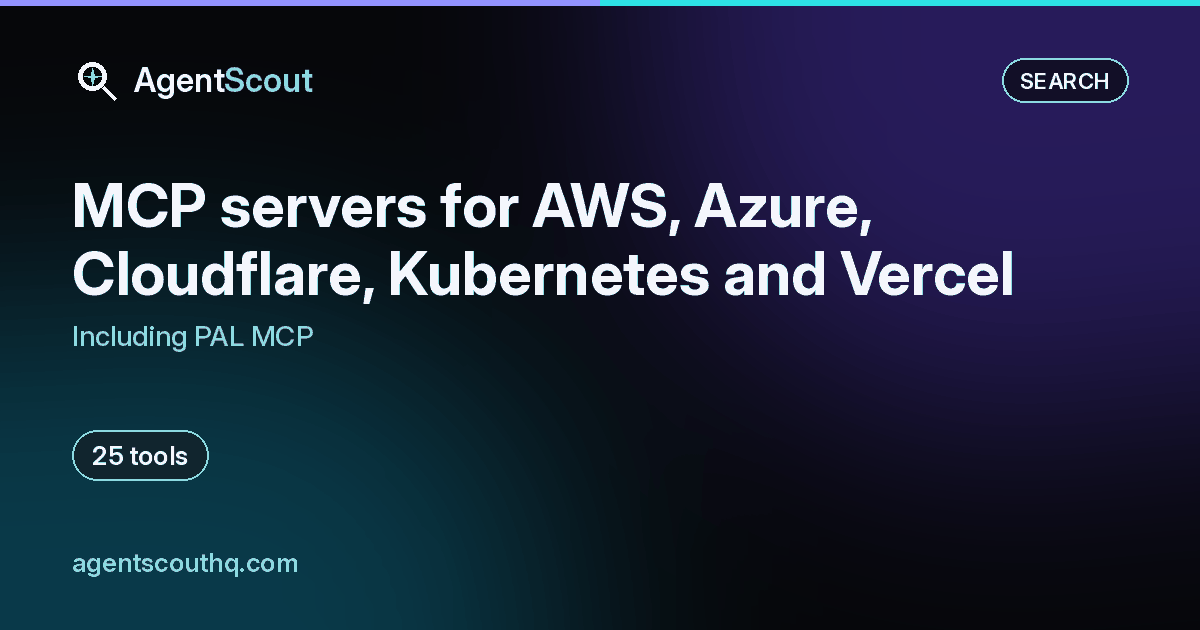 AgentScout
SEARCH
MCP servers for AWS, Azure,
Cloudflare, Kubernetes and Vercel
Including PAL MCP
25 tools
agentscouthq.com